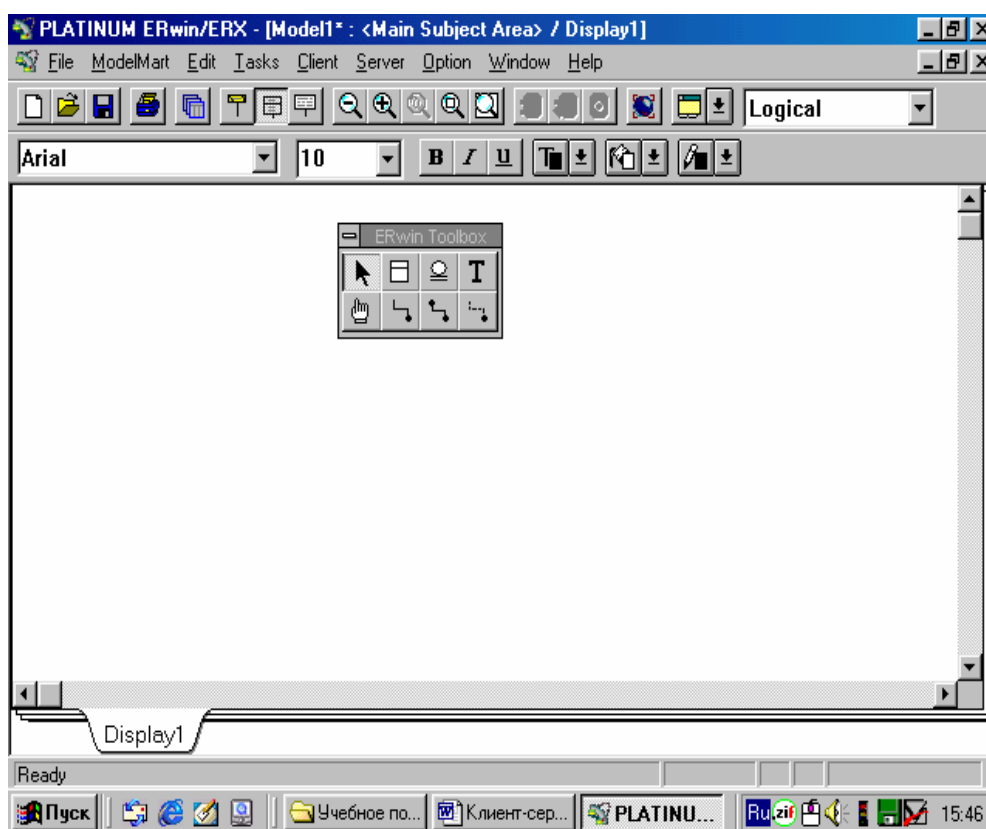 PLATINUM ERwin/ERX - [Model1* : <Main Subject Area> / Display1]
File ModelMart Edit Tasks Client Server Option Window Help
Logical
Arial 10 B I U T
ERwin Toolbox
T
Display1
Ready
Пуск Учебное по... Клиент-сер... PLATINU... Ru zif 15:46